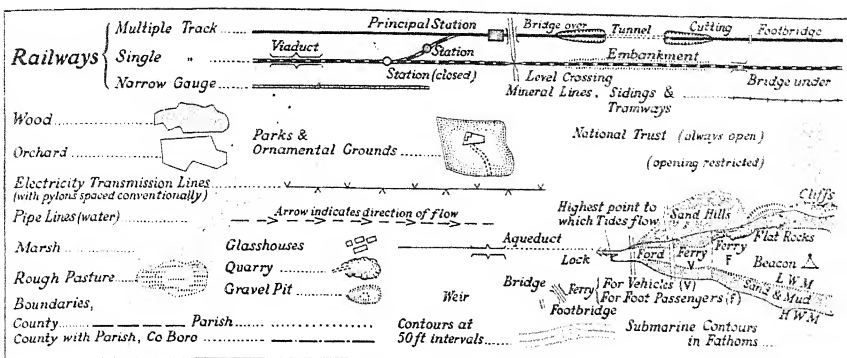 Multiple Track
Principal Station
Bridge over
Tunnel
Cutting
Footbridge
Railways
Single "
Viaduct
Station
Embankment
Narrow Gauge
Station (closed)
Level Crossing
Bridge under
Mineral Lines, Sidings &
Tramways
Wood
Orchard
Parks &
Ornamental Grounds
National Trust (always open)
(opening restricted)
Electricity Transmission Lines
(with pylons spaced conventionally)
Pipe Lines (water)
Arrow indicates direction of flow
Highest point to
which Tides flow
Sand Hills
Cliffs
Flat Rocks
Marsh
Glasshouses
Aqueduct
Lock
Ford
Ferry
V
Ferry
F
Beacon
Rough Pasture
Quarry
Gravel Pit
Weir
Bridge
Footbridge
Ferry
For Vehicles (V)
For Foot Passengers (f)
L.W.M
Sand & Mud
H.W.M
Boundaries,
County
Parish
County with Parish, Co Boro
Contours at
50ft intervals
Submarine Contours
in Fathoms